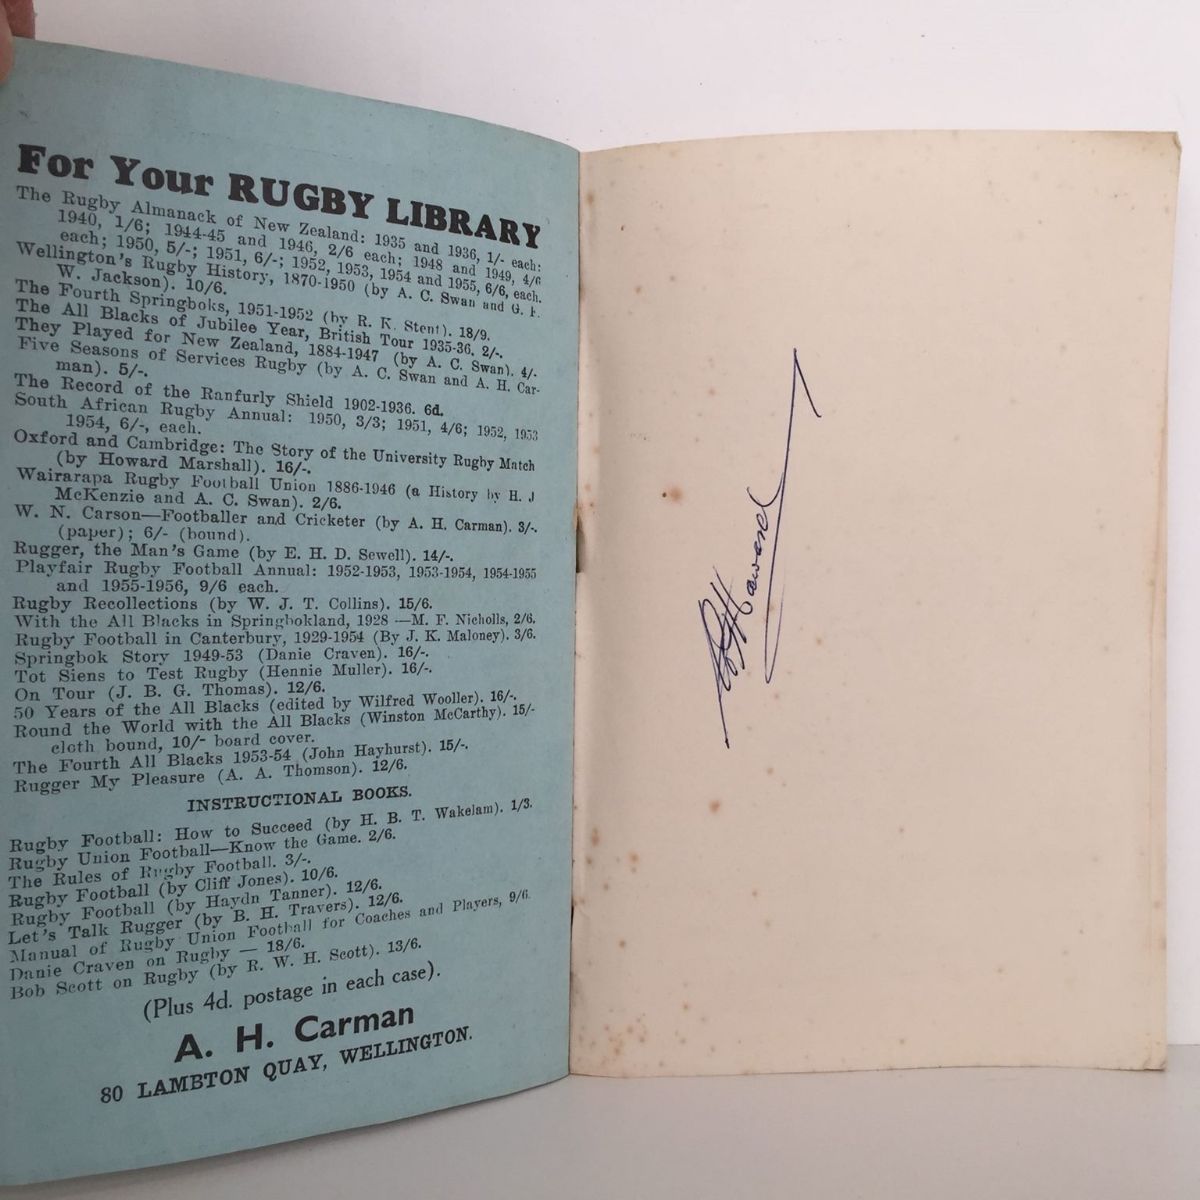 For Your RUGBY LIBRARY
The Rugby Almanack of New Zealand: 1935 and 1936, 1/- each:
1940, 1/6; 1944-45 and 1946, 2/6 each; 1948 and 1949, 4/6
each; 1950, 5/-; 1951, 6/-; 1952, 1953, 1954 and 1955, 6/6, each.
Wellington's Rugby History, 1870-1950 (by A. C. Swan and G. F.
W. Jackson). 10/6.
The Fourth Springboks, 1951-1952 (by R. K. Stent). 18/9.
The All Blacks of Jubilee Year, British Tour 1935-36. 2/-.
They Played for New Zealand, 1884-1947 (by A. C. Swan). 4/-
Five Seasons of Services Rugby (by A. C. Swan and A. H. Car-
man). 5/-.
The Record of the Ranfurly Shield 1902-1936. 6d.
South African Rugby Annual: 1950, 3/3; 1951, 4/6; 1952, 1953
1954, 6/-, each.
Oxford and Cambridge: The Story of the University Rugby Match
(by Howard Marshall). 16/-.
Wairarapa Rugby Football Union 1886-1946 (a History by H. J
McKenzie and A. C. Swan). 2/6.
W. N. Carson—Footballer and Cricketer (by A. H. Carman). 3/-.
(paper); 6/- (bound).
Rugger, the Man's Game (by E. H. D. Sewell). 14/-.
Playfair Rugby Football Annual: 1952-1953, 1953-1954, 1954-1955
and 1955-1956, 9/6 each.
Rugby Recollections (by W. J. T. Collins). 15/6.
With the All Blacks in Springbokland, 1928 —M. F. Nicholls, 2/6.
Rugby Football in Canterbury, 1929-1954 (By J. K. Maloney). 3/6.
Springbok Story 1949-53 (Danie Craven). 16/-.
Tot Siens to Test Rugby (Hennie Muller). 16/-.
On Tour (J. B. G. Thomas). 12/6.
50 Years of the All Blacks (edited by Wilfred Wooller). 16/-.
Round the World with the All Blacks (Winston McCarthy). 15/-
cloth bound, 10/- board cover.
The Fourth All Blacks 1953-54 (John Hayhurst). 15/-.
Rugger My Pleasure (A. A. Thomson). 12/6.
INSTRUCTIONAL BOOKS.
Rugby Football: How to Succeed (by H. B. T. Wakelam). 1/3.
Rugby Union Football—Know the Game. 2/6.
The Rules of Rugby Football. 3/-.
Rugby Football (by Cliff Jones). 10/6.
Rugby Football (by Haydn Tanner). 12/6.
Let's Talk Rugger (by B. H. Travers). 12/6.
Manual of Rugby Union Football for Coaches and Players, 9/6.
Danie Craven on Rugby — 18/6.
Bob Scott on Rugby (by R. W. H. Scott). 13/6.
(Plus 4d. postage in each case).
A. H. Carman
80 LAMBTON QUAY, WELLINGTON.
Howard